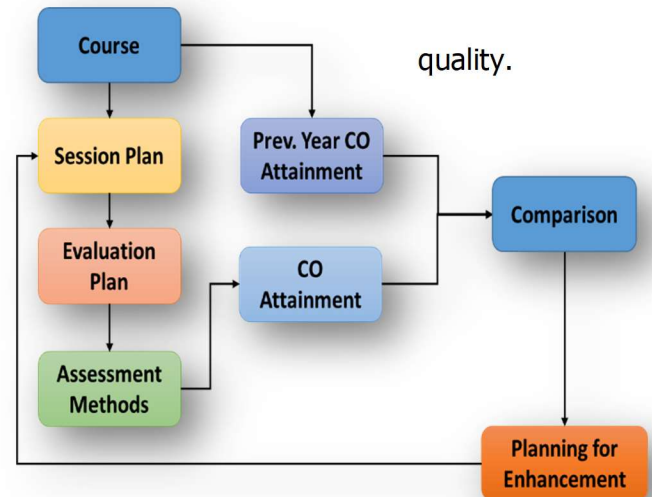 Course
quality.
Session Plan
Prev. Year CO
Attainment
Comparison
Evaluation
Plan
CO
Attainment
Assessment
Methods
Planning for
Enhancement